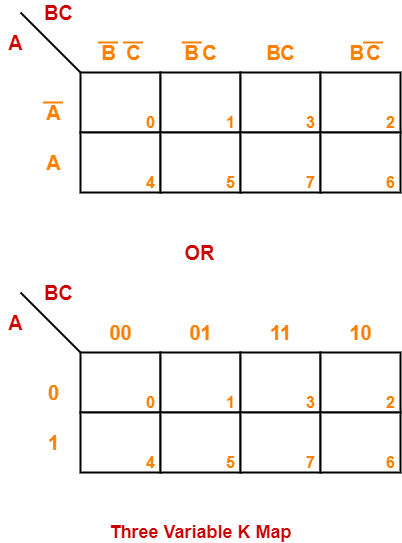 BC
A
B̅ C̅ B̅ C BC B C̅
A̅
0 1 3 2
A
4 5 7 6
OR
BC
A
00 01 11 10
0
0 1 3 2
1
4 5 7 6
Three Variable K Map